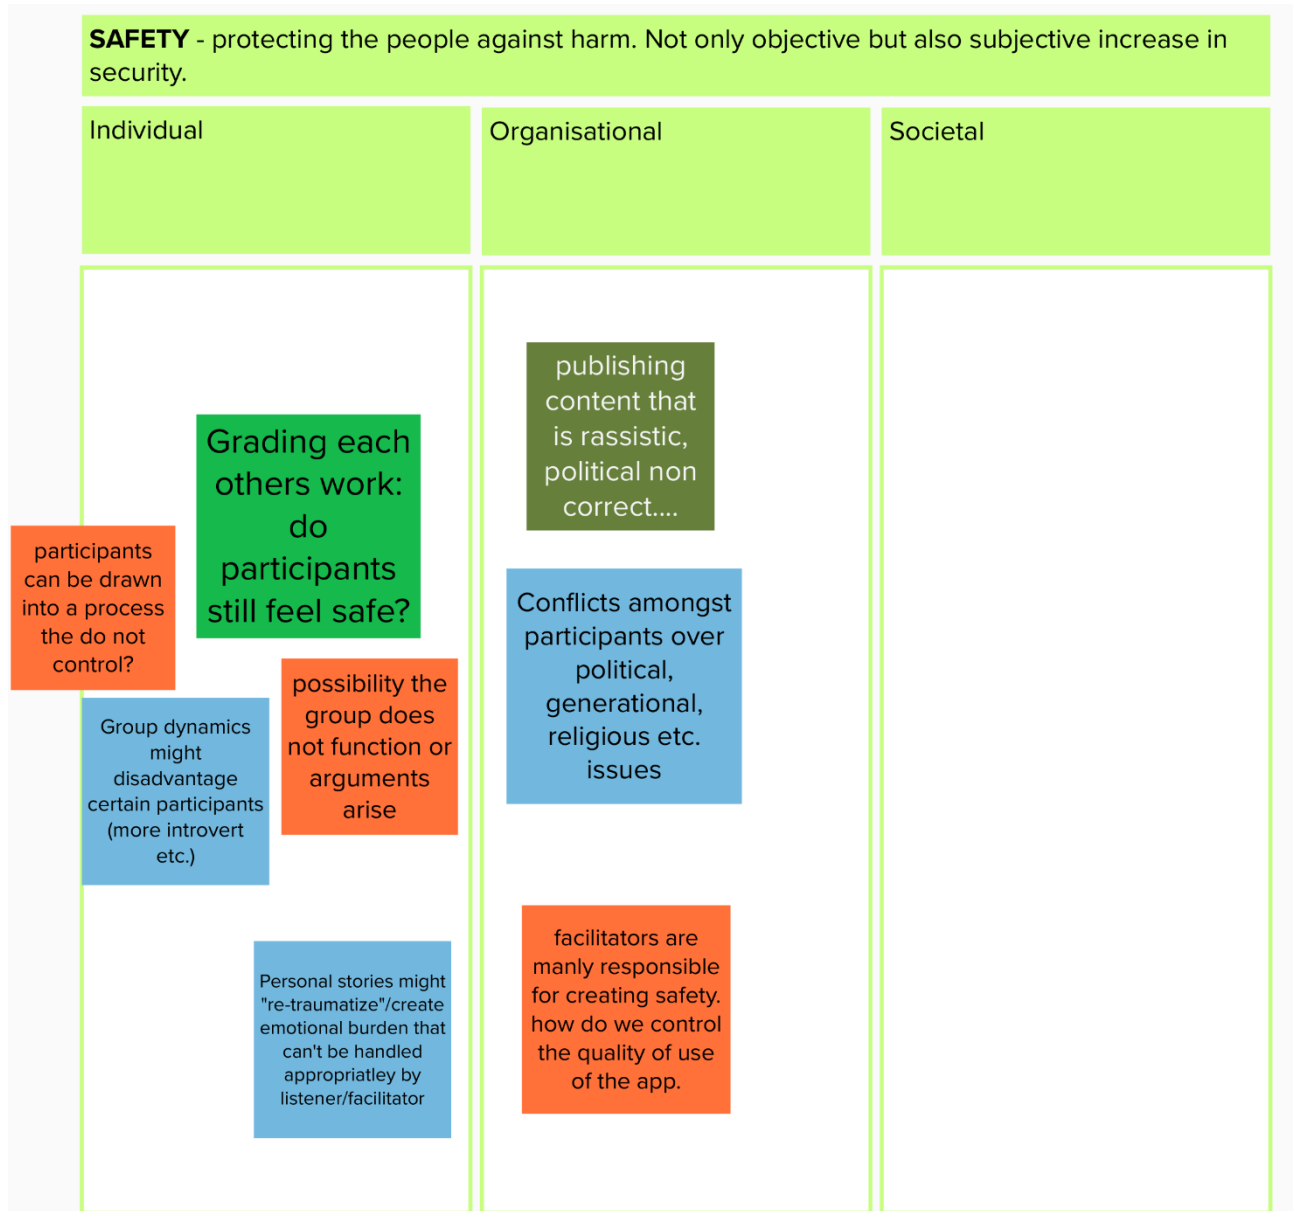 SAFETY - protecting the people against harm. Not only objective but also subjective increase in
security.
Individual
Organisational
Societal
Grading each
others work:
do
participants
still feel safe?
participants
can be drawn
into a process
the do not
control?
possibility the
group does
not function or
arguments
arise
Group dynamics
might
disadvantage
certain participants
(more introvert
etc.)
Personal stories might
"re-traumatize"/create
emotional burden that
can't be handled
appropriatley by
listener/facilitator
publishing
content that
is rassistic,
political non
correct....
Conflicts amongst
participants over
political,
generational,
religious etc.
issues
facilitators are
manly responsible
for creating safety.
how do we control
the quality of use
of the app.